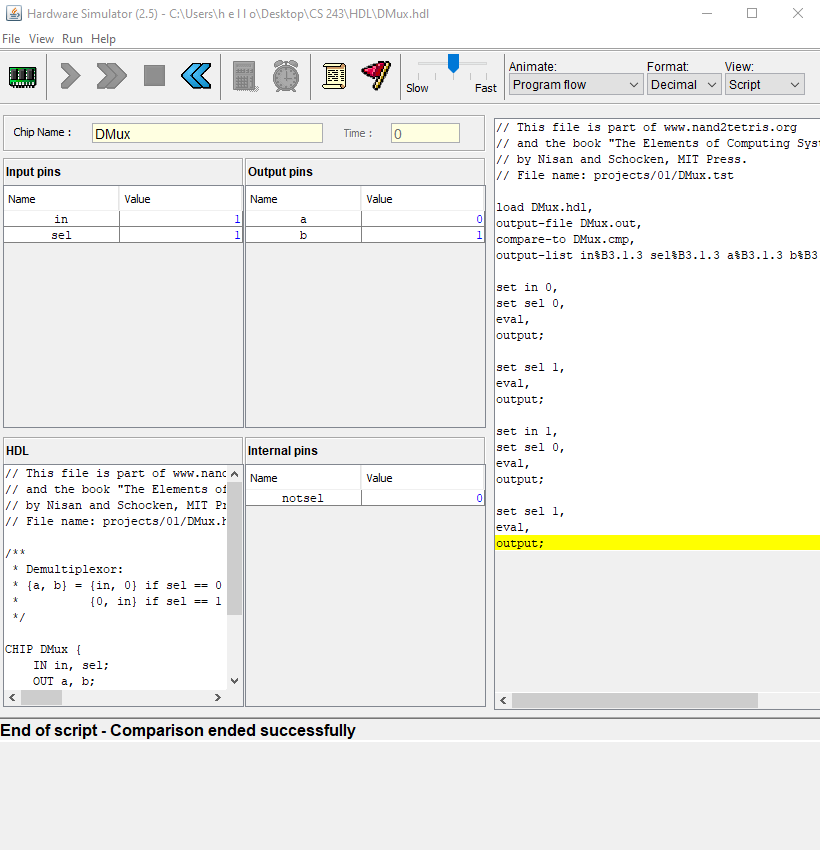 Hardware Simulator (2.5) - C:\Users\h e l l o\Desktop\CS 243\HDL\DMux.hdl
File View Run Help
Slow Fast
Animate: Format: View:
Program flow Decimal Script
Chip Name : DMux Time : 0
Input pins
Name Value
in 1
sel 1
Output pins
Name Value
a 0
b 1
HDL
// This file is part of www.nand
// and the book "The Elements of
// by Nisan and Schocken, MIT Pr
// File name: projects/01/DMux.h
/**
* Demultiplexor:
* {a, b} = {in, 0} if sel == 0
* {0, in} if sel == 1
*/
CHIP DMux {
IN in, sel;
OUT a, b;
Internal pins
Name Value
notsel 0
// This file is part of www.nand2tetris.org
// and the book "The Elements of Computing Sys
// by Nisan and Schocken, MIT Press.
// File name: projects/01/DMux.tst
load DMux.hdl,
output-file DMux.out,
compare-to DMux.cmp,
output-list in%B3.1.3 sel%B3.1.3 a%B3.1.3 b%B3
set in 0,
set sel 0,
eval,
output;
set sel 1,
eval,
output;
set in 1,
set sel 0,
eval,
output;
set sel 1,
eval,
output;
End of script - Comparison ended successfully